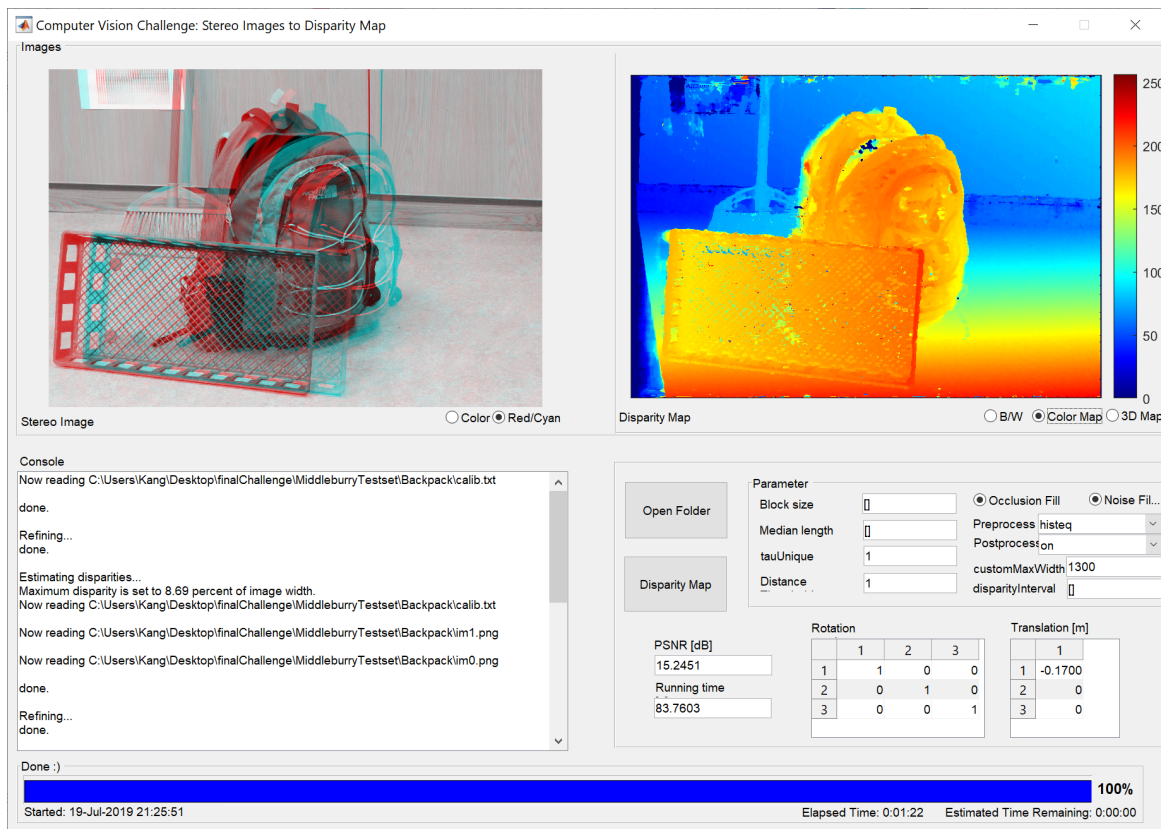 Computer Vision Challenge: Stereo Images to Disparity Map
Images
250
200
150
100
50
0
Stereo Image
Color
Red/Cyan
Disparity Map
B/W
Color Map
3D Map
Console
Now reading C:\Users\Kang\Desktop\finalChallenge\MiddleburryTestset\Backpack\calib.txt
done.
Refining...
done.
Estimating disparities...
Maximum disparity is set to 8.69 percent of image width.
Now reading C:\Users\Kang\Desktop\finalChallenge\MiddleburryTestset\Backpack\calib.txt
Now reading C:\Users\Kang\Desktop\finalChallenge\MiddleburryTestset\Backpack\im1.png
Now reading C:\Users\Kang\Desktop\finalChallenge\MiddleburryTestset\Backpack\im0.png
done.
Refining...
done.
Open Folder
Disparity Map
Parameter
Block size []
Median length []
tauUnique 1
Distance 1
Occlusion Fill
Noise Fil...
Preprocess histeq
Postprocess on
customMaxWidth 1300
disparityInterval []
PSNR [dB]
15.2451
Running time
83.7603
Rotation
1 2 3
1 1 0 0
2 0 1 0
3 0 0 1
Translation [m]
1
1 -0.1700
2 0
3 0
Done :)
100%
Started: 19-Jul-2019 21:25:51
Elapsed Time: 0:01:22
Estimated Time Remaining: 0:00:00